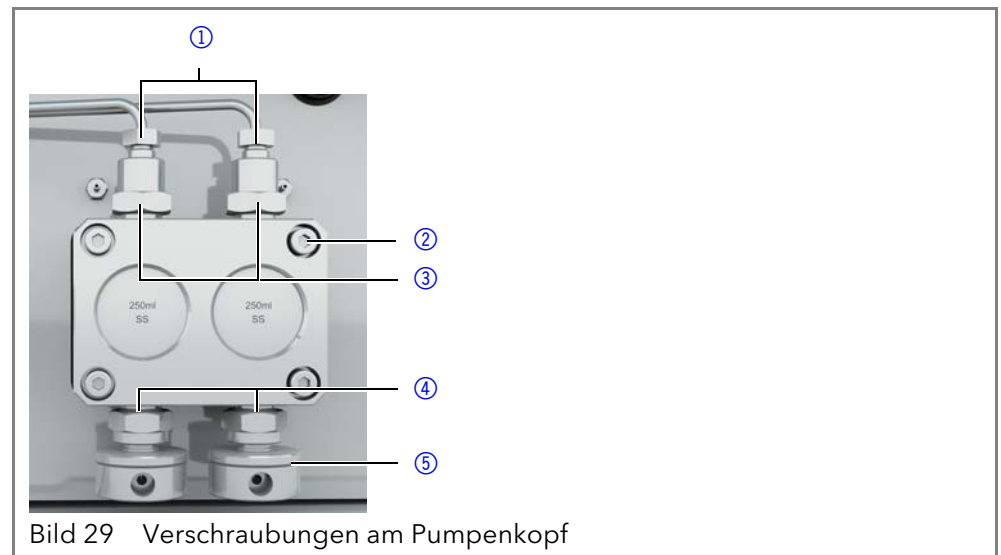 ①
②
③
250ml 250ml
SS SS
④
⑤
Bild 29 Verschraubungen am Pumpenkopf